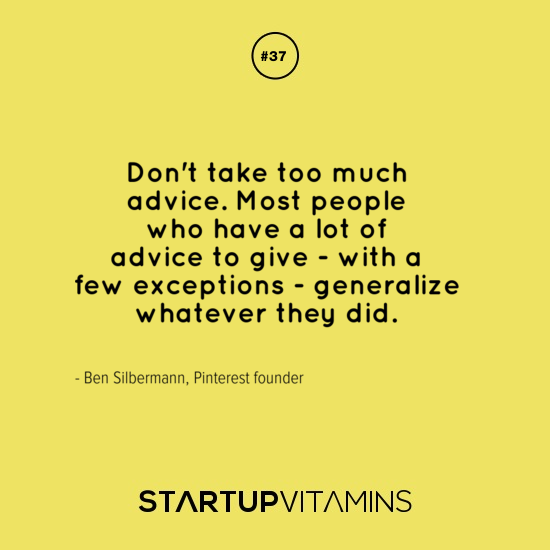 #37
Don't take too much
advice. Most people
who have a lot of
advice to give - with a
few exceptions - generalize
whatever they did.
- Ben Silbermann, Pinterest founder
STARTUPVITAMINS